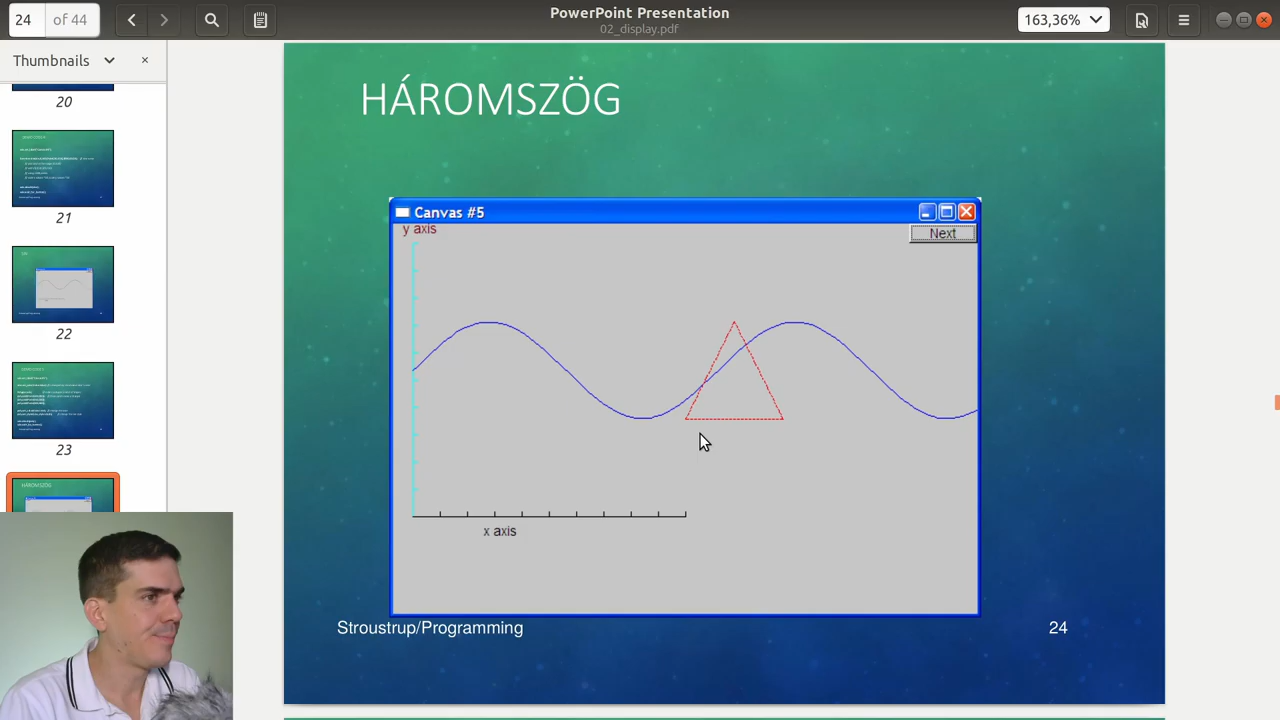 24 of 44
PowerPoint Presentation
02_display.pdf
163,36%
Thumbnails
20
21
22
23
HÁROMSZÖG
Canvas #5
y axis
Next
x axis
Stroustrup/Programming
24